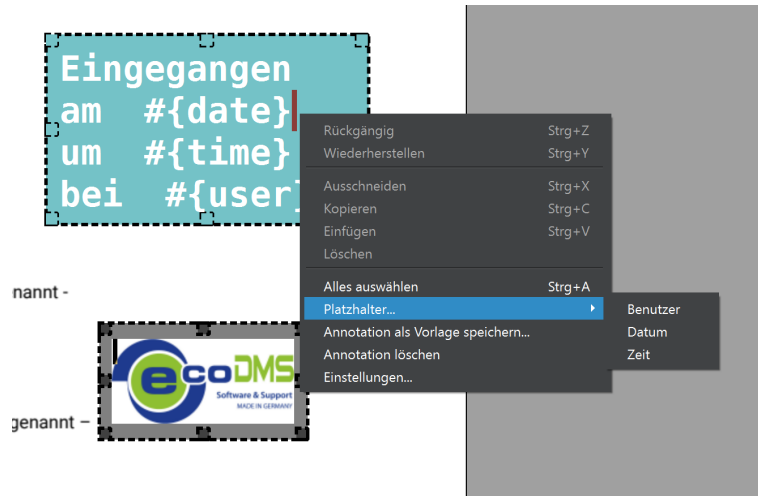 Eingegangen
am #{date}
um #{time}
bei #{user}
Rückgängig Strg+Z
Wiederherstellen Strg+Y
Ausschneiden Strg+X
Kopieren Strg+C
Einfügen Strg+V
Löschen
Alles auswählen Strg+A
Platzhalter...
Annotation als Vorlage speichern...
Annotation löschen
Einstellungen...
Benutzer
Datum
Zeit
nannt -
ecoDMS
Software & Support
MADE IN GERMANY
genannt –